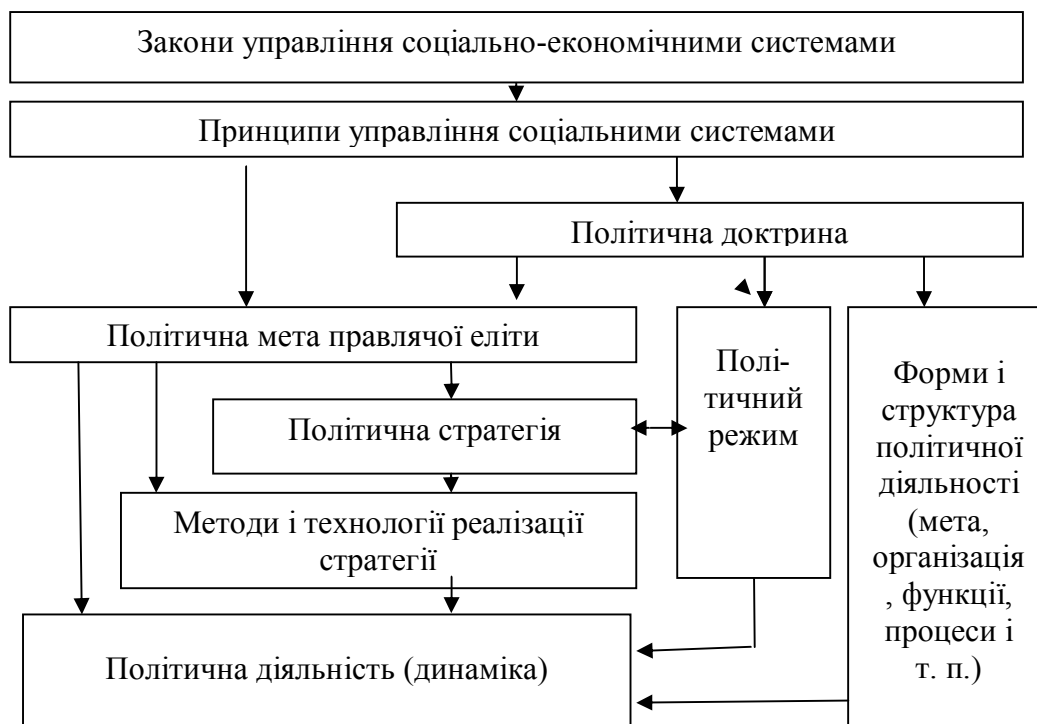 Закони управління соціально-економічними системами
Принципи управління соціальними системами
Політична доктрина
Політична мета правлячої еліти
Політична стратегія
Методи і технології реалізації
стратегії
Політична діяльність (динаміка)
Полі-
тичний
режим
Форми і
структура
політичної
діяльності
(мета,
організація
, функції,
процеси і
т. п.)